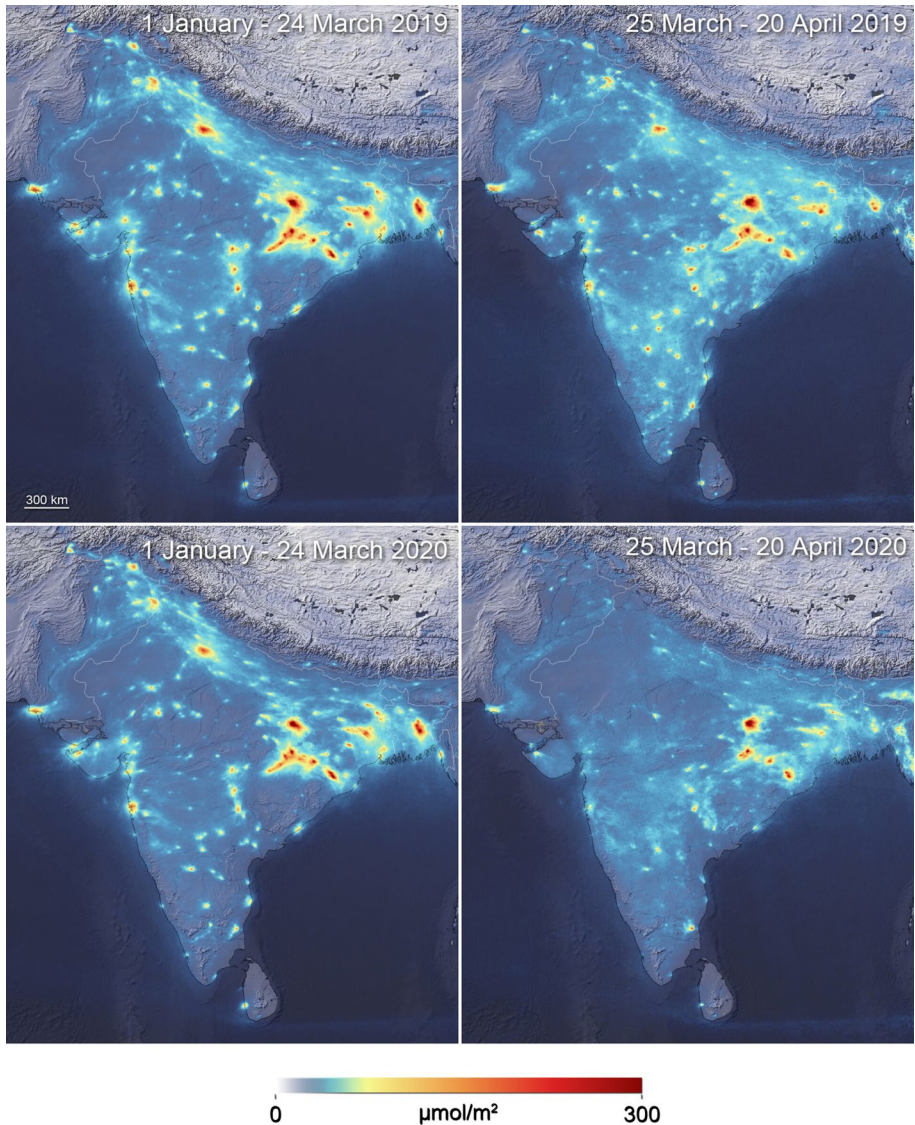 1 January - 24 March 2019
25 March - 20 April 2019
300 km
1 January - 24 March 2020
25 March - 20 April 2020
0
µmol/m²
300